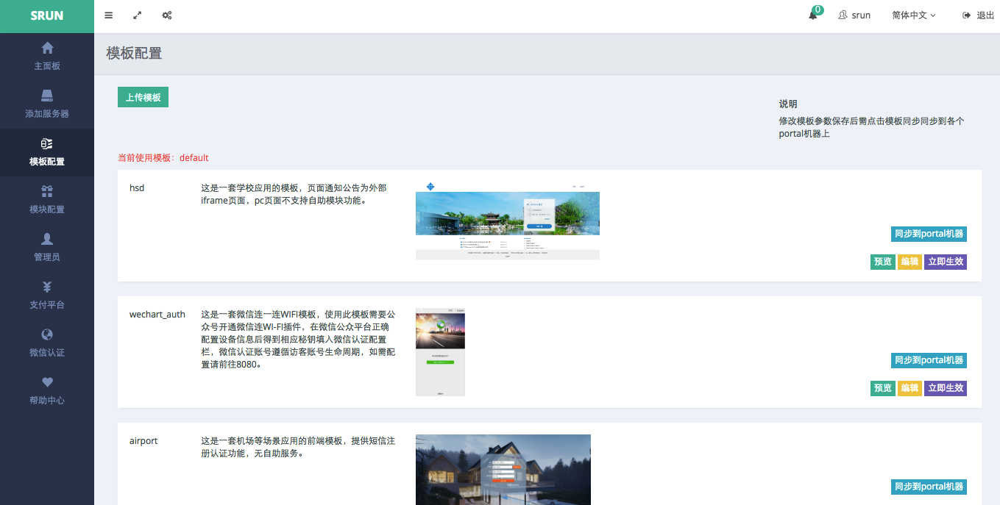 SRUN
0
srun
简体中文
退出
主面板
添加服务器
模板配置
模块配置
管理员
支付平台
微信认证
帮助中心
模板配置
上传模板
说明
修改模板参数保存后需点击模板同步同步到各个
portal机器上
当前使用模板：default
hsd
这是一套学校应用的模板，页面通知公告为外部
iframe页面，pc页面不支持自助模块功能。
同步到portal机器
预览 编辑 立即生效
wechart_auth
这是一套微信连一连WIFI模板，使用此模板需要公
众号开通微信连WI-FI插件，在微信公众平台正确
配置设备信息后得到相应秘钥填入微信认证配置
栏，微信认证账号遵循访客账号生命周期，如需配
置请前往8080。
同步到portal机器
预览 编辑 立即生效
airport
这是一套机场等场景应用的前端模板，提供短信注
册认证功能，无自助服务。
同步到portal机器